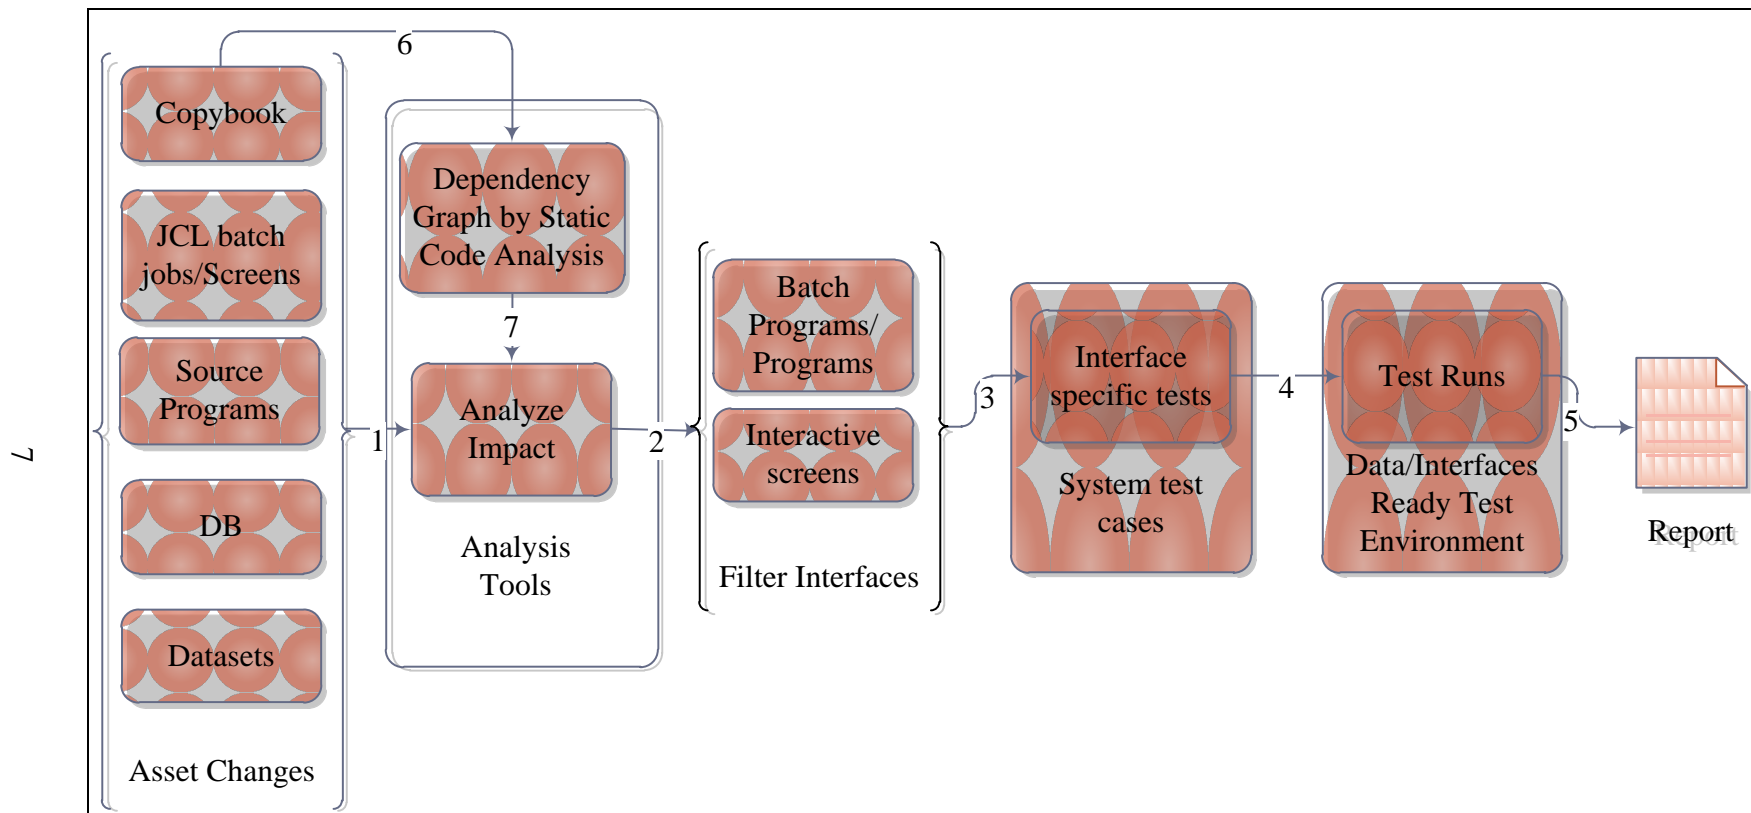 7
6
Copybook
JCL batch
jobs/Screens
Source
Programs
DB
Datasets
Asset Changes
1
Dependency
Graph by Static
Code Analysis
7
Analyze
Impact
Analysis
Tools
2
Batch
Programs/
Programs
Interactive
screens
Filter Interfaces
3
Interface
specific tests
System test
cases
4
Test Runs
Data/Interfaces
Ready Test
Environment
5
Report